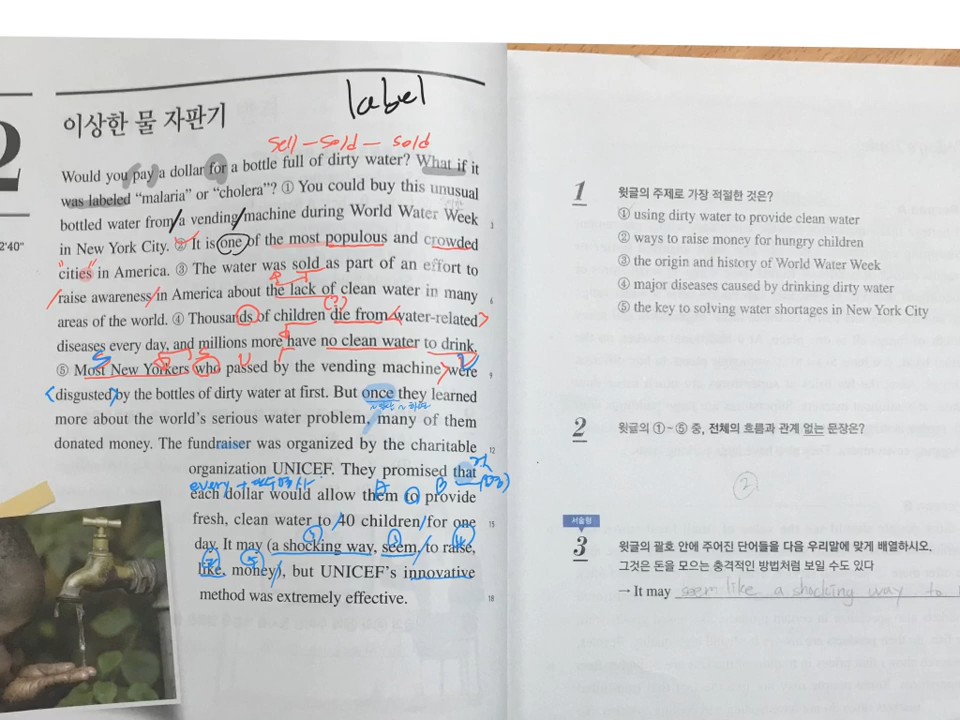 2
2'40"
label
이상한 물 자판기
sell - sold - sold
Would you pay a dollar for a bottle full of dirty water? What if it
was labeled “malaria” or “cholera”? ① You could buy this unusual
bottled water from a vending machine during World Water Week
3
in New York City. ② It is one of the most populous and crowded
cities in America. ③ The water was sold as part of an effort to
raise awareness in America about the lack of clean water in many
6
areas of the world. ④ Thousands of children die from water-related
diseases every day, and millions more have no clean water to drink.
⑤ Most New Yorkers who passed by the vending machine were
9
disgusted by the bottles of dirty water at first. But once they learned
more about the world's serious water problem, many of them
donated money. The fundraiser was organized by the charitable
12
organization UNICEF. They promised that
each dollar would allow them to provide
fresh, clean water to 40 children for one
15
day. It may (a shocking way, seem, to raise,
like, money), but UNICEF's innovative
method was extremely effective.
18
1
윗글의 주제로 가장 적절한 것은?
① using dirty water to provide clean water
② ways to raise money for hungry children
③ the origin and history of World Water Week
④ major diseases caused by drinking dirty water
⑤ the key to solving water shortages in New York City
2
윗글의 ①~⑤ 중, 전체의 흐름과 관계 없는 문장은?
②
서술형
3
윗글의 괄호 안에 주어진 단어들을 다음 우리말에 맞게 배열하시오.
그것은 돈을 모으는 충격적인 방법처럼 보일 수도 있다
→ It may seem like a shocking way to